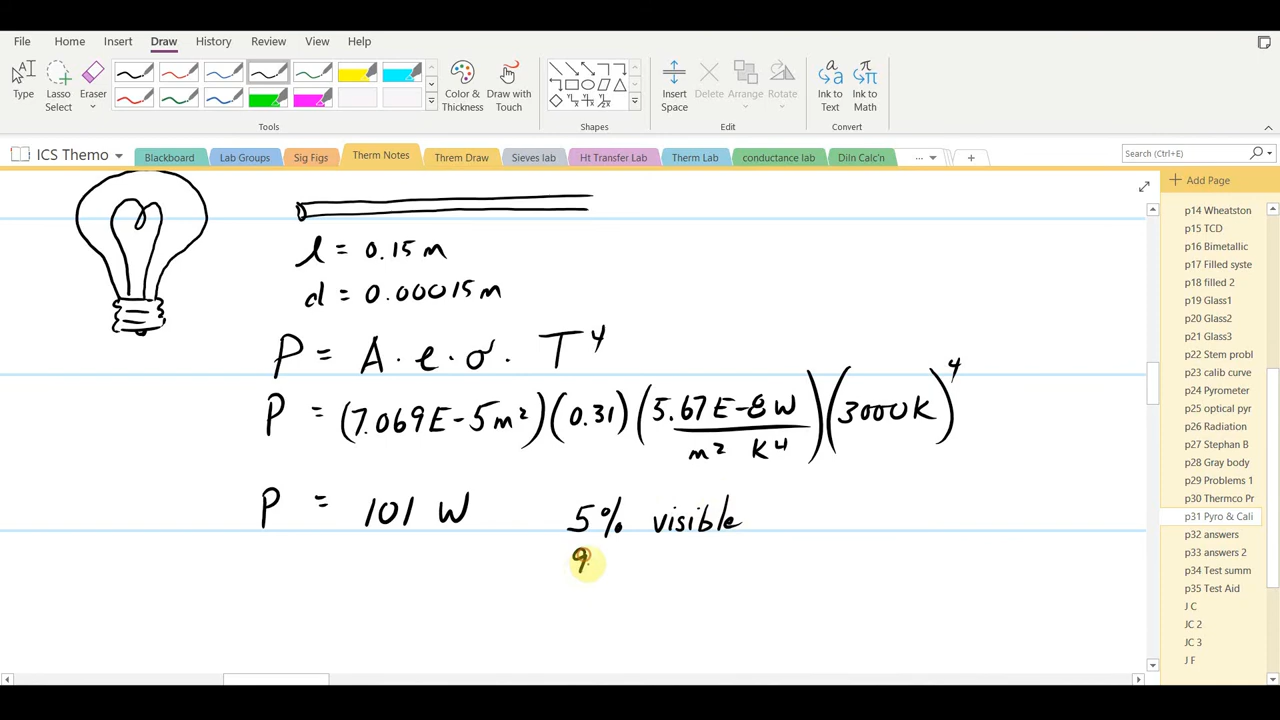 File Home Insert Draw History Review View Help
Type Lasso Select Eraser Color & Thickness Draw with Touch Insert Space Delete Arrange Rotate Ink to Text Ink to Math
Tools Shapes Edit Convert
ICS Themo Blackboard Lab Groups Sig Figs Therm Notes Threm Draw Sieves lab Ht Transfer Lab Therm Lab conductance lab Diln Calc'n ... + Search (Ctrl+E)
+ Add Page
p14 Wheatston
p15 TCD
p16 Bimetallic
p17 Filled syste
p18 filled 2
p19 Glass1
p20 Glass2
p21 Glass3
p22 Stem probl
p23 calib curve
p24 Pyrometer
p25 optical pyr
p26 Radiation
p27 Stephan B
p28 Gray body
p29 Problems 1
p30 Thermco Pr
p31 Pyro & Cali
p32 answers
p33 answers 2
p34 Test summ
p35 Test Aid
J C
JC 2
JC 3
J F
l = 0.15 m
d = 0.00015 m
P = A · e · σ · T⁴
P = (7.069E-5 m²)(0.31)(5.67E-8 W / m² K⁴)(3000K)⁴
P = 101 W 5% visible
9